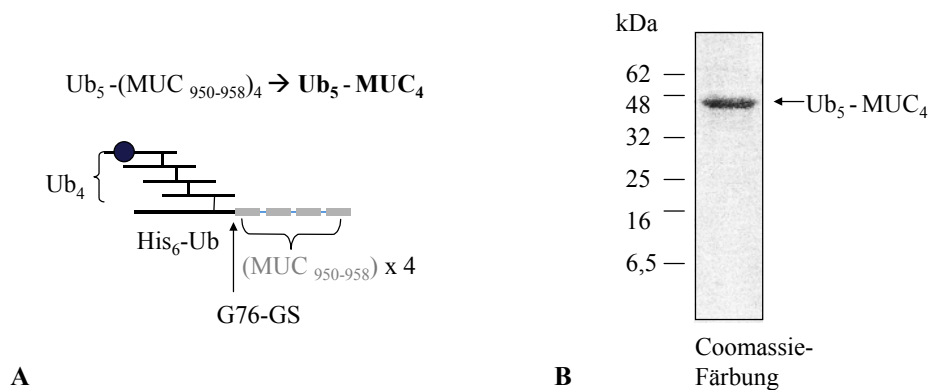 Ub5 -(MUC 950-958)4 → Ub5 - MUC4
Ub4
His6-Ub
(MUC 950-958) x 4
G76-GS
A
kDa
62
48
32
25
16
6,5
Ub5 - MUC4
Coomassie-
Färbung
B